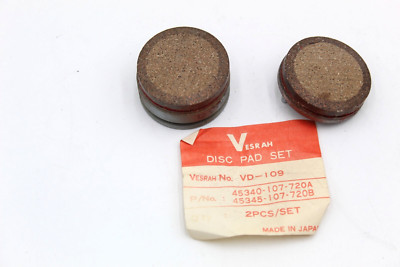 VESRAH
DISC PAD SET
VESRAH No. VD-109
P/No. : 45340-107-720A
45345-107-720B
2PCS/SET
MADE IN JAPAN